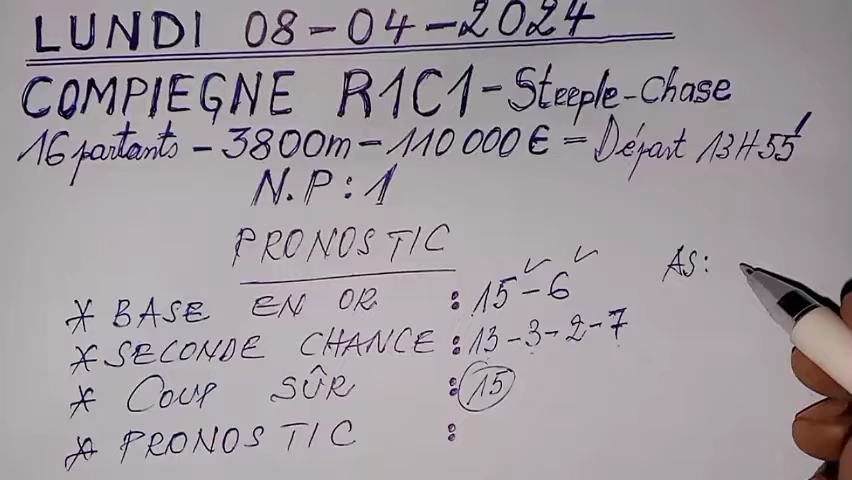 LUNDI 08-04-2024
COMPIEGNE R1C1-Steeple-Chase
16 partants - 3800m - 110 000€ = Départ 13H55'
N.P: 1
PRONOSTIC
* BASE EN OR : 15-6
AS:
* SECONDE CHANCE : 13-3-2-7
* COUP SÛR : 15
* PRONOSTIC :